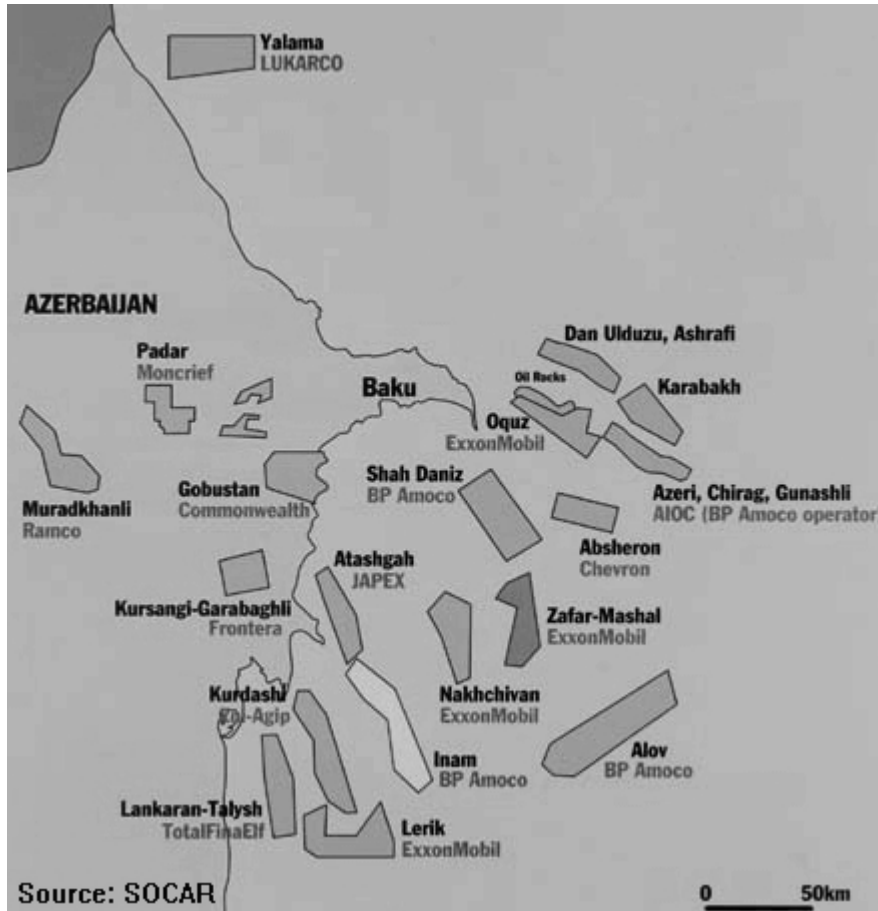 Yalama
LUKARCO
AZERBAIJAN
Dan Ulduzu, Ashrafi
Padar
Moncrief
Oil Rocks
Karabakh
Baku
Oquz
ExxonMobil
Shah Daniz
BP Amoco
Gobustan
Commonwealth
Azeri, Chirag, Gunashli
AIOC (BP Amoco operator
Muradkhanli
Ramco
Absheron
Chevron
Atashgah
JAPEX
Kursangi-Garabaghli
Frontera
Zafar-Mashal
ExxonMobil
Kurdashi
-Agip
Nakhchivan
ExxonMobil
Inam
BP Amoco
Alov
BP Amoco
Lankaran-Talysh
TotalFinaElf
Lerik
ExxonMobil
Source: SOCAR
0 50km